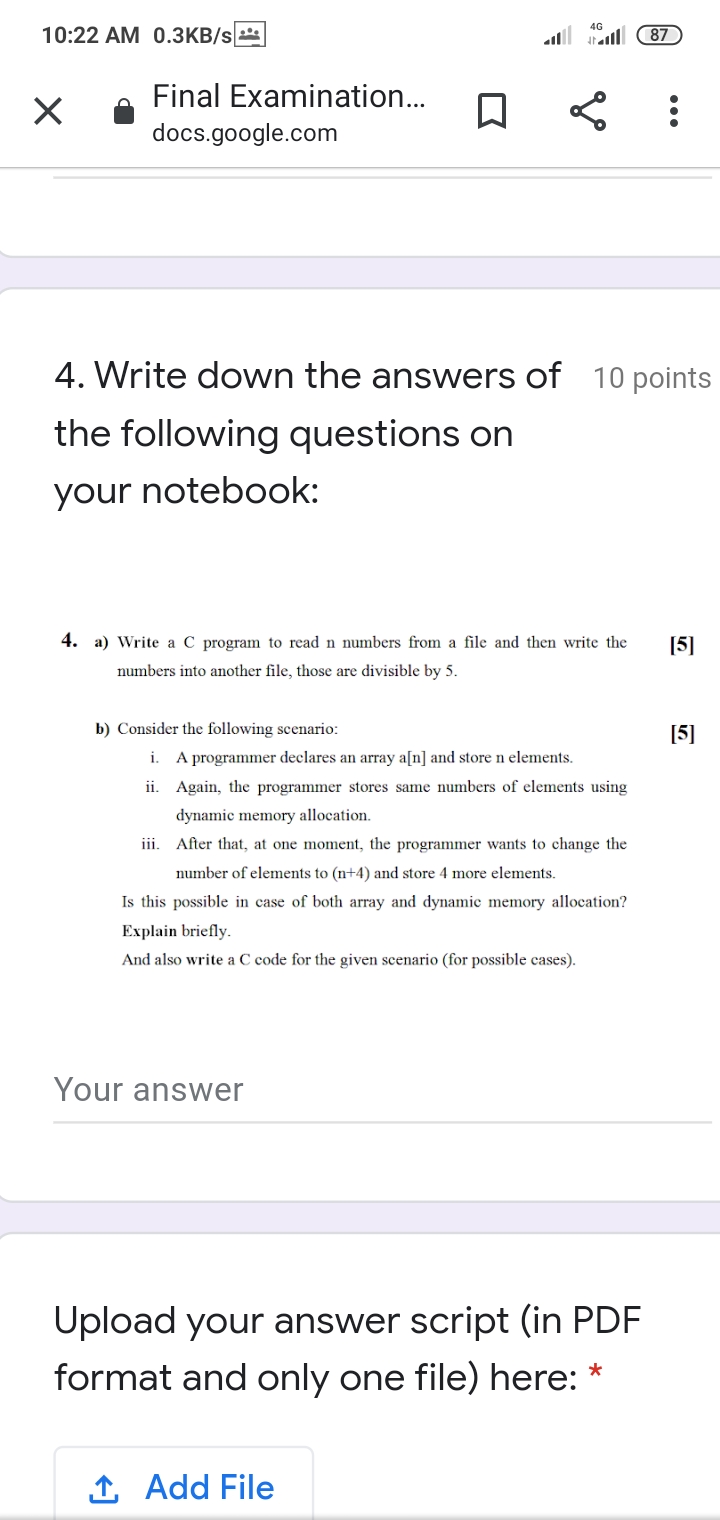 10:22 AM 0.3KB/s
4G
87
Final Examination...
docs.google.com
4. Write down the answers of 10 points
the following questions on
your notebook:
4. a) Write a C program to read n numbers from a file and then write the [5]
numbers into another file, those are divisible by 5.
b) Consider the following scenario: [5]
i. A programmer declares an array a[n] and store n elements.
ii. Again, the programmer stores same numbers of elements using
dynamic memory allocation.
iii. After that, at one moment, the programmer wants to change the
number of elements to (n+4) and store 4 more elements.
Is this possible in case of both array and dynamic memory allocation?
Explain briefly.
And also write a C code for the given scenario (for possible cases).
Your answer
Upload your answer script (in PDF
format and only one file) here: *
Add File